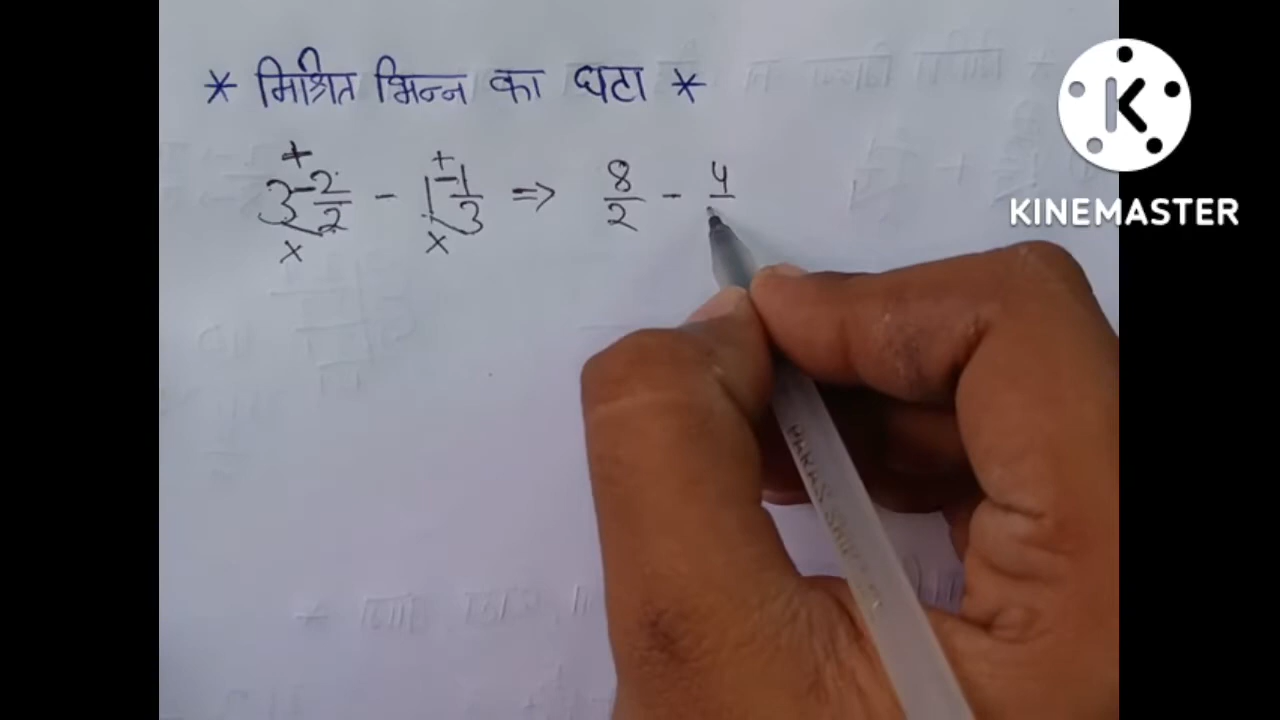 * मिश्रित भिन्न का घटा *
3 2/2 - 1 1/3 => 8/2 - 4/
+ +
x x
KINEMASTER